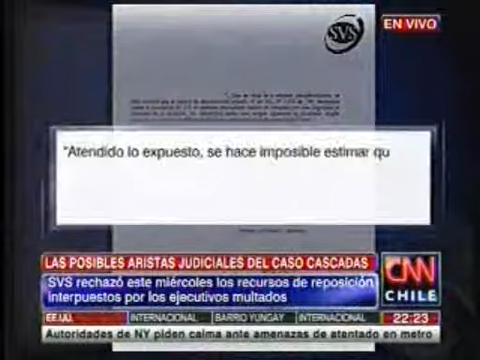 SVS
EN VIVO
"Atendido lo expuesto, se hace imposible estimar qu
LAS POSIBLES ARISTAS JUDICIALES DEL CASO CASCADAS
SVS rechazó este miércoles los recursos de reposición
interpuestos por los ejecutivos multados
CNN
CHILE
EE.UU. INTERNACIONAL BARRIO YUNGAY INTERNACIONAL 22:23
Autoridades de NY piden calma ante amenazas de atentado en metro